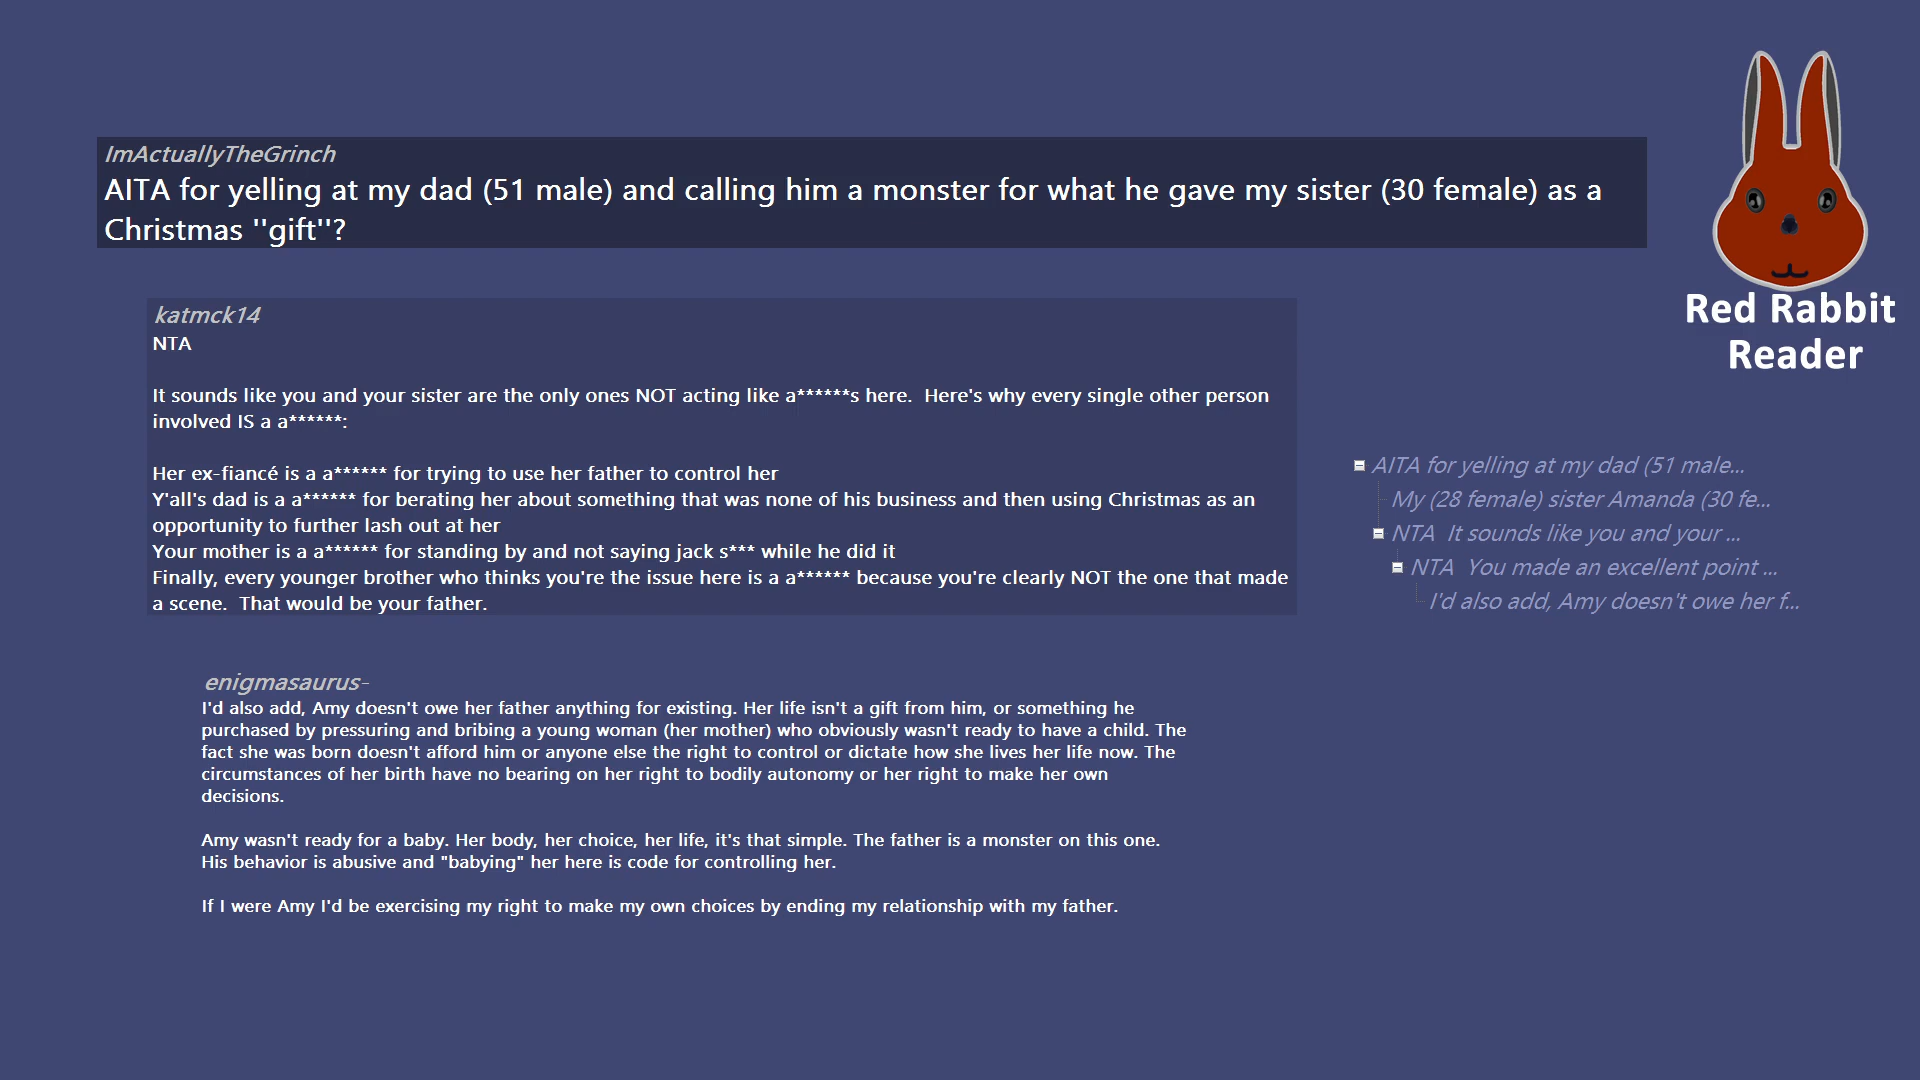 ImActuallyTheGrinch
AITA for yelling at my dad (51 male) and calling him a monster for what he gave my sister (30 female) as a
Christmas ''gift''?
katmck14
NTA
It sounds like you and your sister are the only ones NOT acting like a******s here.  Here's why every single other person
involved IS a a******:
Her ex-fiancé is a a****** for trying to use her father to control her
Y'all's dad is a a****** for berating her about something that was none of his business and then using Christmas as an
opportunity to further lash out at her
Your mother is a a****** for standing by and not saying jack s*** while he did it
Finally, every younger brother who thinks you're the issue here is a a****** because you're clearly NOT the one that made
a scene.  That would be your father.
enigmasaurus-
I'd also add, Amy doesn't owe her father anything for existing. Her life isn't a gift from him, or something he
purchased by pressuring and bribing a young woman (her mother) who obviously wasn't ready to have a child. The
fact she was born doesn't afford him or anyone else the right to control or dictate how she lives her life now. The
circumstances of her birth have no bearing on her right to bodily autonomy or her right to make her own
decisions.
Amy wasn't ready for a baby. Her body, her choice, her life, it's that simple. The father is a monster on this one.
His behavior is abusive and "babying" her here is code for controlling her.
If I were Amy I'd be exercising my right to make my own choices by ending my relationship with my father.
Red Rabbit
Reader
AITA for yelling at my dad (51 male...
My (28 female) sister Amanda (30 fe...
NTA  It sounds like you and your ...
NTA  You made an excellent point ...
I'd also add, Amy doesn't owe her f...